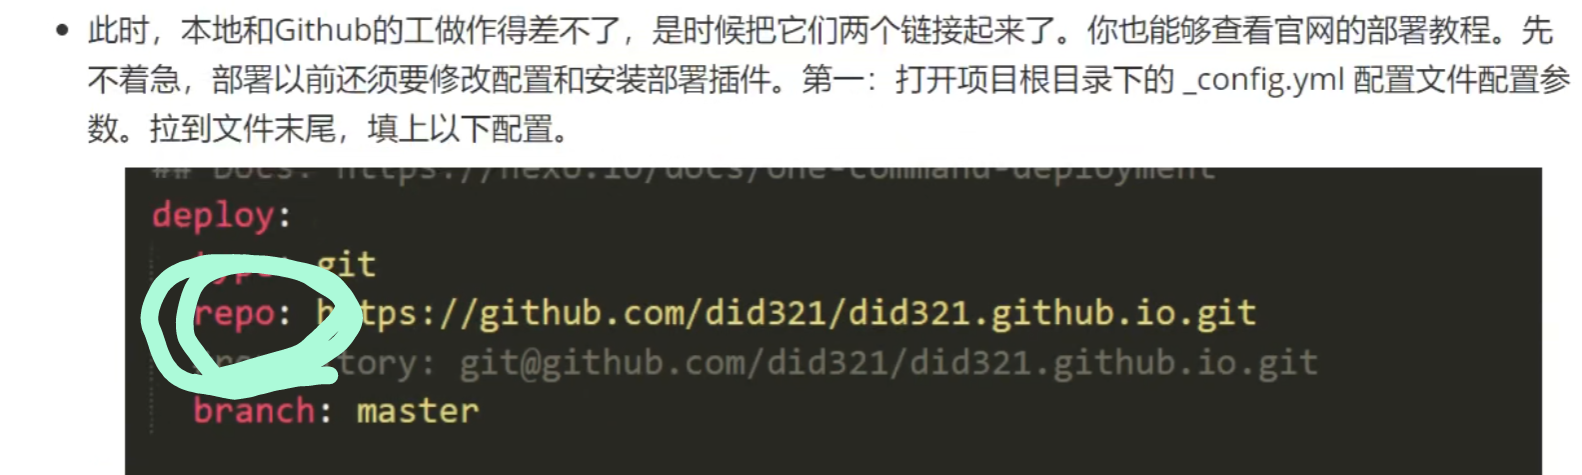 此时，本地和Github的工做作得差不了，是时候把它们两个链接起来了。你也能够查看官网的部署教程。先
不着急，部署以前还须要修改配置和安装部署插件。第一：打开项目根目录下的 _config.yml 配置文件配置参
数。拉到文件末尾，填上以下配置。
## Docs: https://hexo.io/docs/one-command-deployment
deploy:
type: git
repo: https://github.com/did321/did321.github.io.git
git@github.com/did321/did321.github.io.git
branch: master